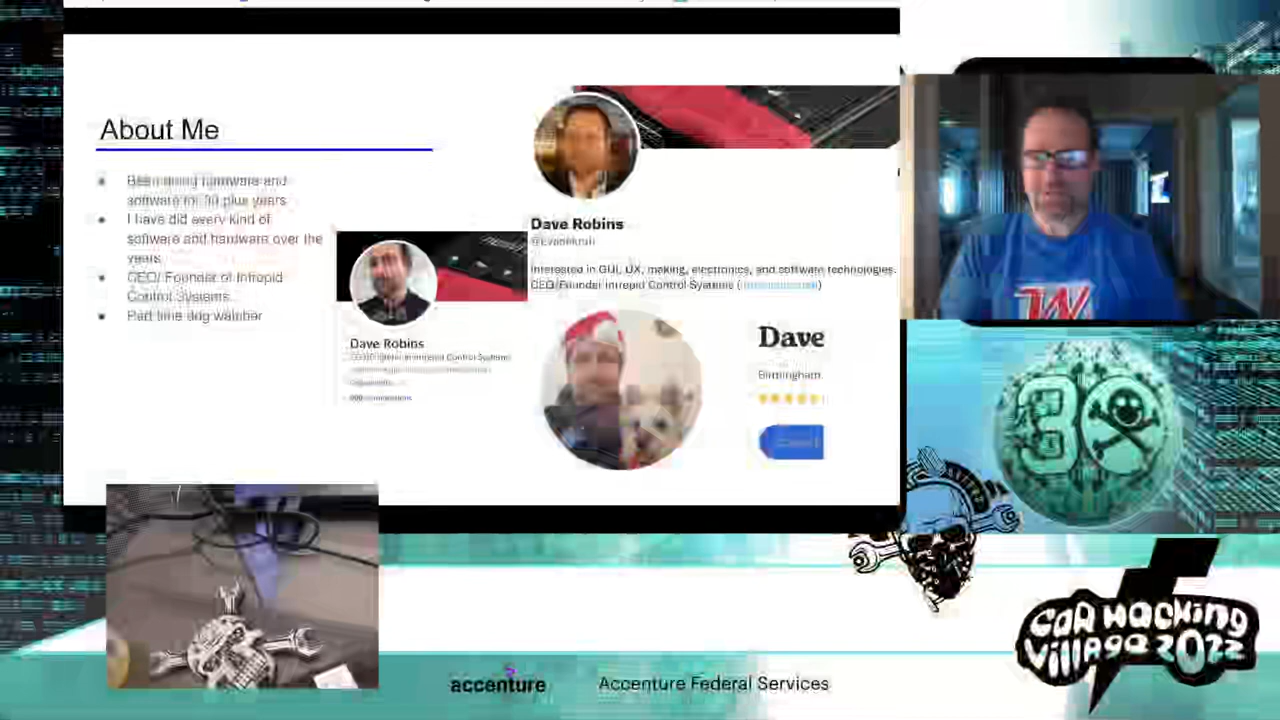 About Me
Been doing hardware and
software for 30 plus years
I have did every kind of
software and hardware over the
years
CEO/ Founder of Intrepid
Control Systems
Part time dog watcher
Dave Robins
Interested in GUI, UX, making, electronics, and software technologies.
CEO/Founder Intrepid Control Systems (
Dave Robins
Dave
Birmingham
30
W
CAR HACKING
VILLAGE 2022
accenture
Accenture Federal Services